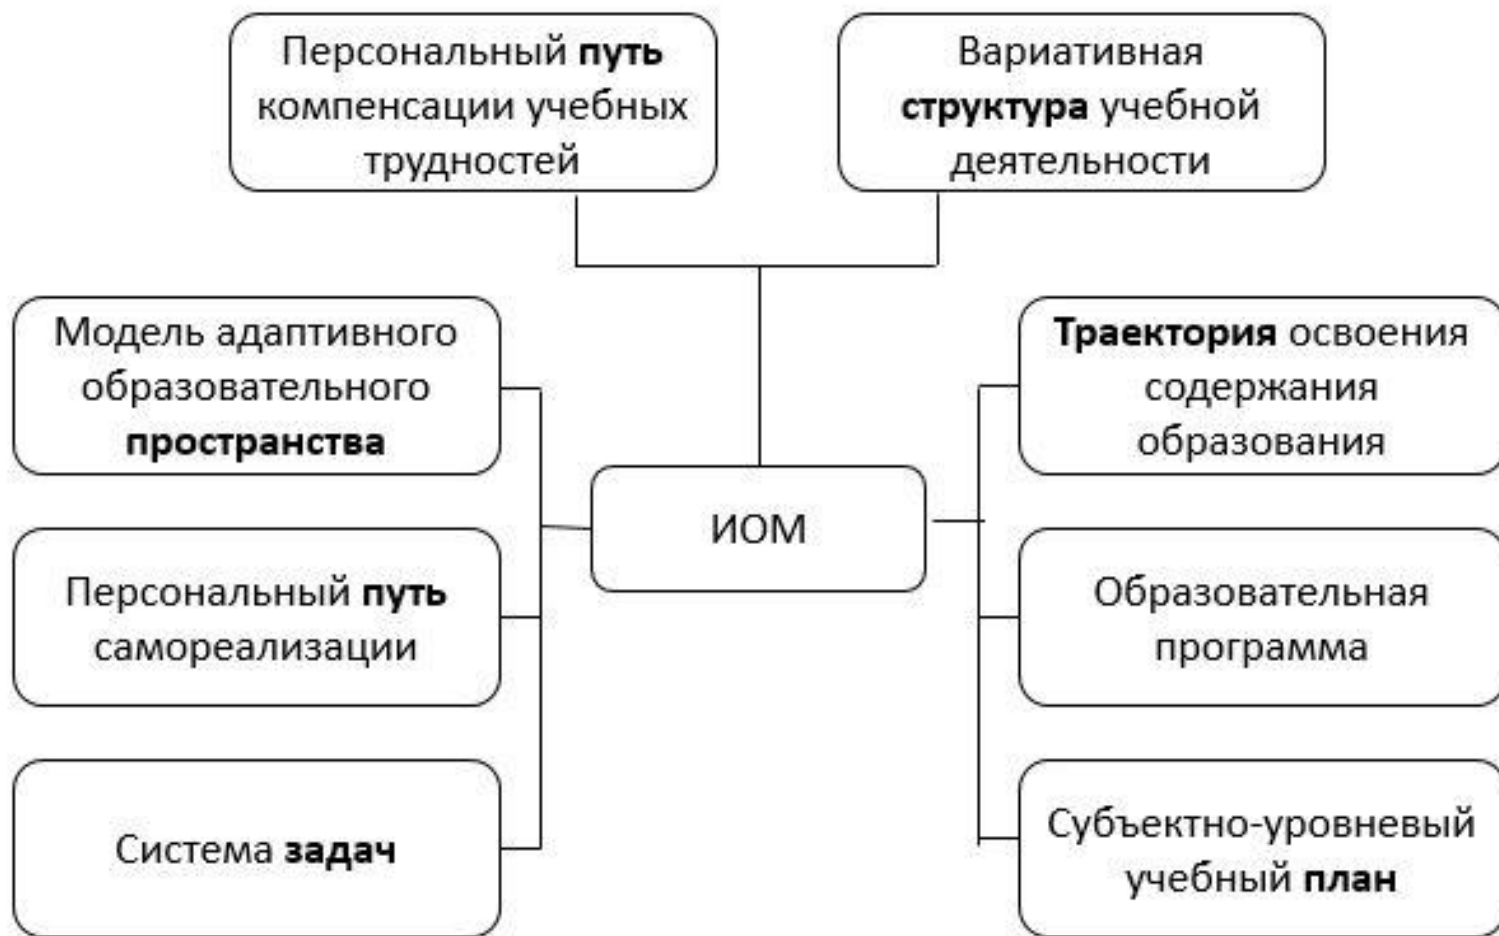 Персональный путь
компенсации учебных
трудностей
Вариативная
структура учебной
деятельности
Модель адаптивного
образовательного
пространства
Траектория освоения
содержания
образования
ИОМ
Персональный путь
самореализации
Образовательная
программа
Система задач
Субъектно-уровневый
учебный план